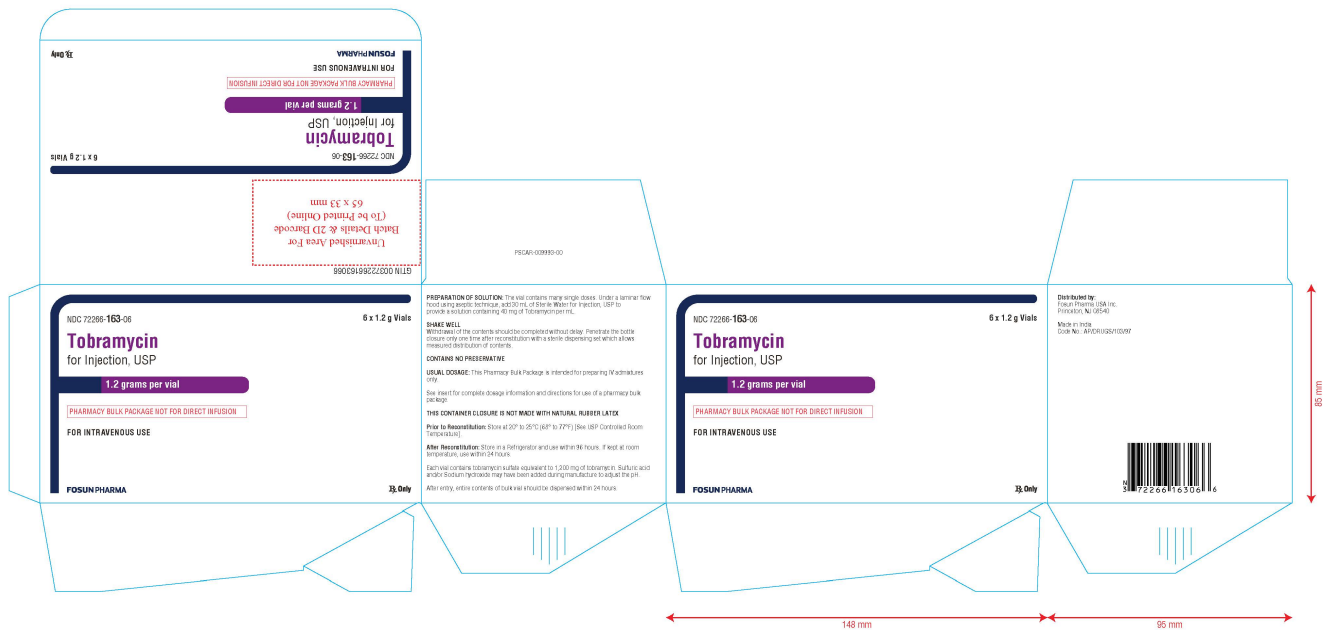 ℞ Only
FOSUN PHARMA
FOR INTRAVENOUS USE
PHARMACY BULK PACKAGE NOT FOR DIRECT INFUSION
1.2 grams per vial
for Injection, USP
Tobramycin
6 x 1.2 g Vials
NDC 72266-163-06
Unvarnished Area For
Batch Details & 2D Barcode
(To be Printed Online)
65 x 33 mm
GTIN 00372266163066
PSCAR-009993-00
NDC 72266-163-06
6 x 1.2 g Vials
Tobramycin
for Injection, USP
1.2 grams per vial
PHARMACY BULK PACKAGE NOT FOR DIRECT INFUSION
FOR INTRAVENOUS USE
FOSUN PHARMA
℞ Only
PREPARATION OF SOLUTION: The vial contains many single doses. Under a laminar flow
hood using aseptic technique, add 30 mL of Sterile Water for Injection, USP to
provide a solution containing 40 mg of Tobramycin per mL.
SHAKE WELL
Withdrawal of the contents should be completed without delay. Penetrate the bottle
closure only one time after reconstitution with a sterile dispensing set which allows
measured distribution of contents.
CONTAINS NO PRESERVATIVE
USUAL DOSAGE: This Pharmacy Bulk Package is intended for preparing IV admixtures
only.
See insert for complete dosage information and directions for use of a pharmacy bulk
package.
THIS CONTAINER CLOSURE IS NOT MADE WITH NATURAL RUBBER LATEX
Prior to Reconstitution: Store at 20° to 25°C (68° to 77°F) [See USP Controlled Room
Temperature].
After Reconstitution: Store in a Refrigerator and use within 96 hours. If kept at room
temperature, use within 24 hours.
Each vial contains tobramycin sulfate equivalent to 1,200 mg of tobramycin. Sulfuric acid
and/or Sodium hydroxide may have been added during manufacture to adjust the pH.
After entry, entire contents of bulk vial should be dispensed within 24 hours.
NDC 72266-163-06
6 x 1.2 g Vials
Tobramycin
for Injection, USP
1.2 grams per vial
PHARMACY BULK PACKAGE NOT FOR DIRECT INFUSION
FOR INTRAVENOUS USE
FOSUN PHARMA
℞ Only
Distributed by:
Fosun Pharma USA Inc.
Princeton, NJ 08540
Made in India
Code No.: AP/DRUGS/103/97
N
3 72266 16306 6
85 mm
148 mm
95 mm